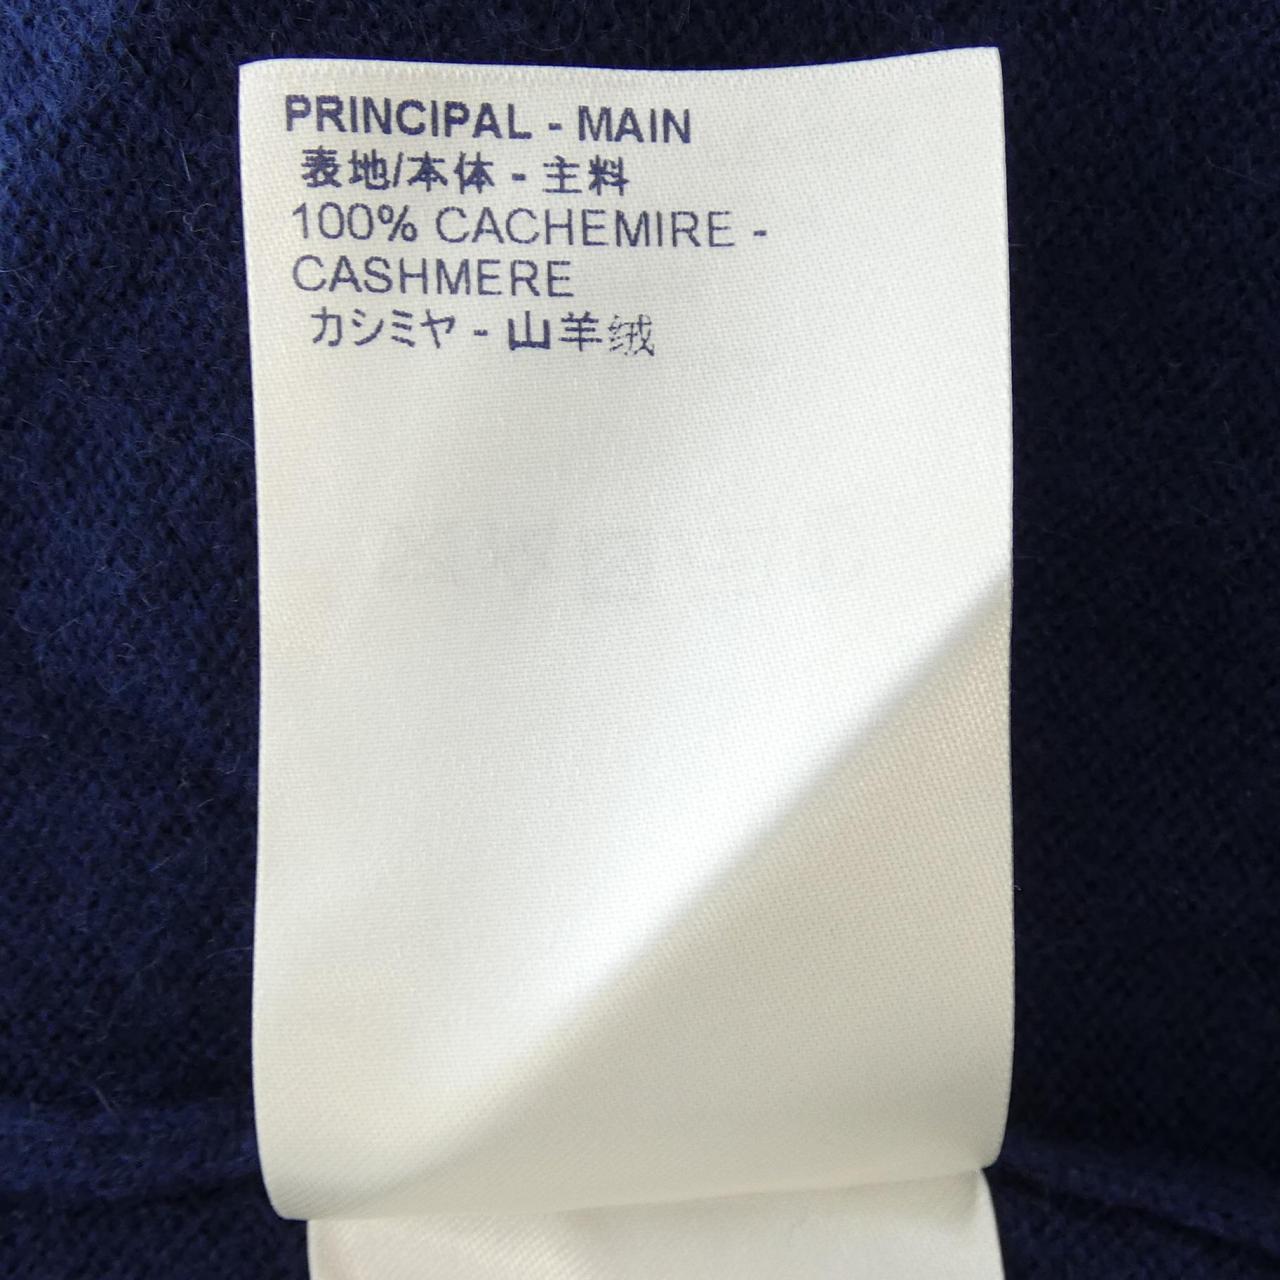 PRINCIPAL - MAIN
表地/本体 - 主料
100% CACHEMIRE -
CASHMERE
カシミヤ - 山羊绒